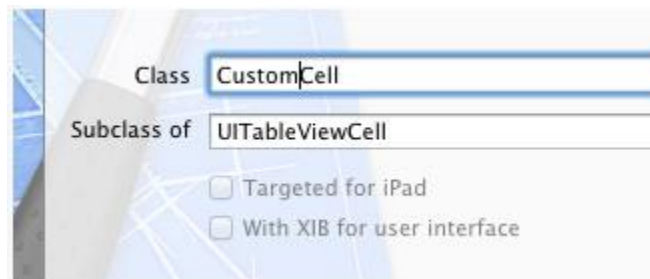 Class CustomCell
Subclass of UITableViewCell
Targeted for iPad
With XIB for user interface